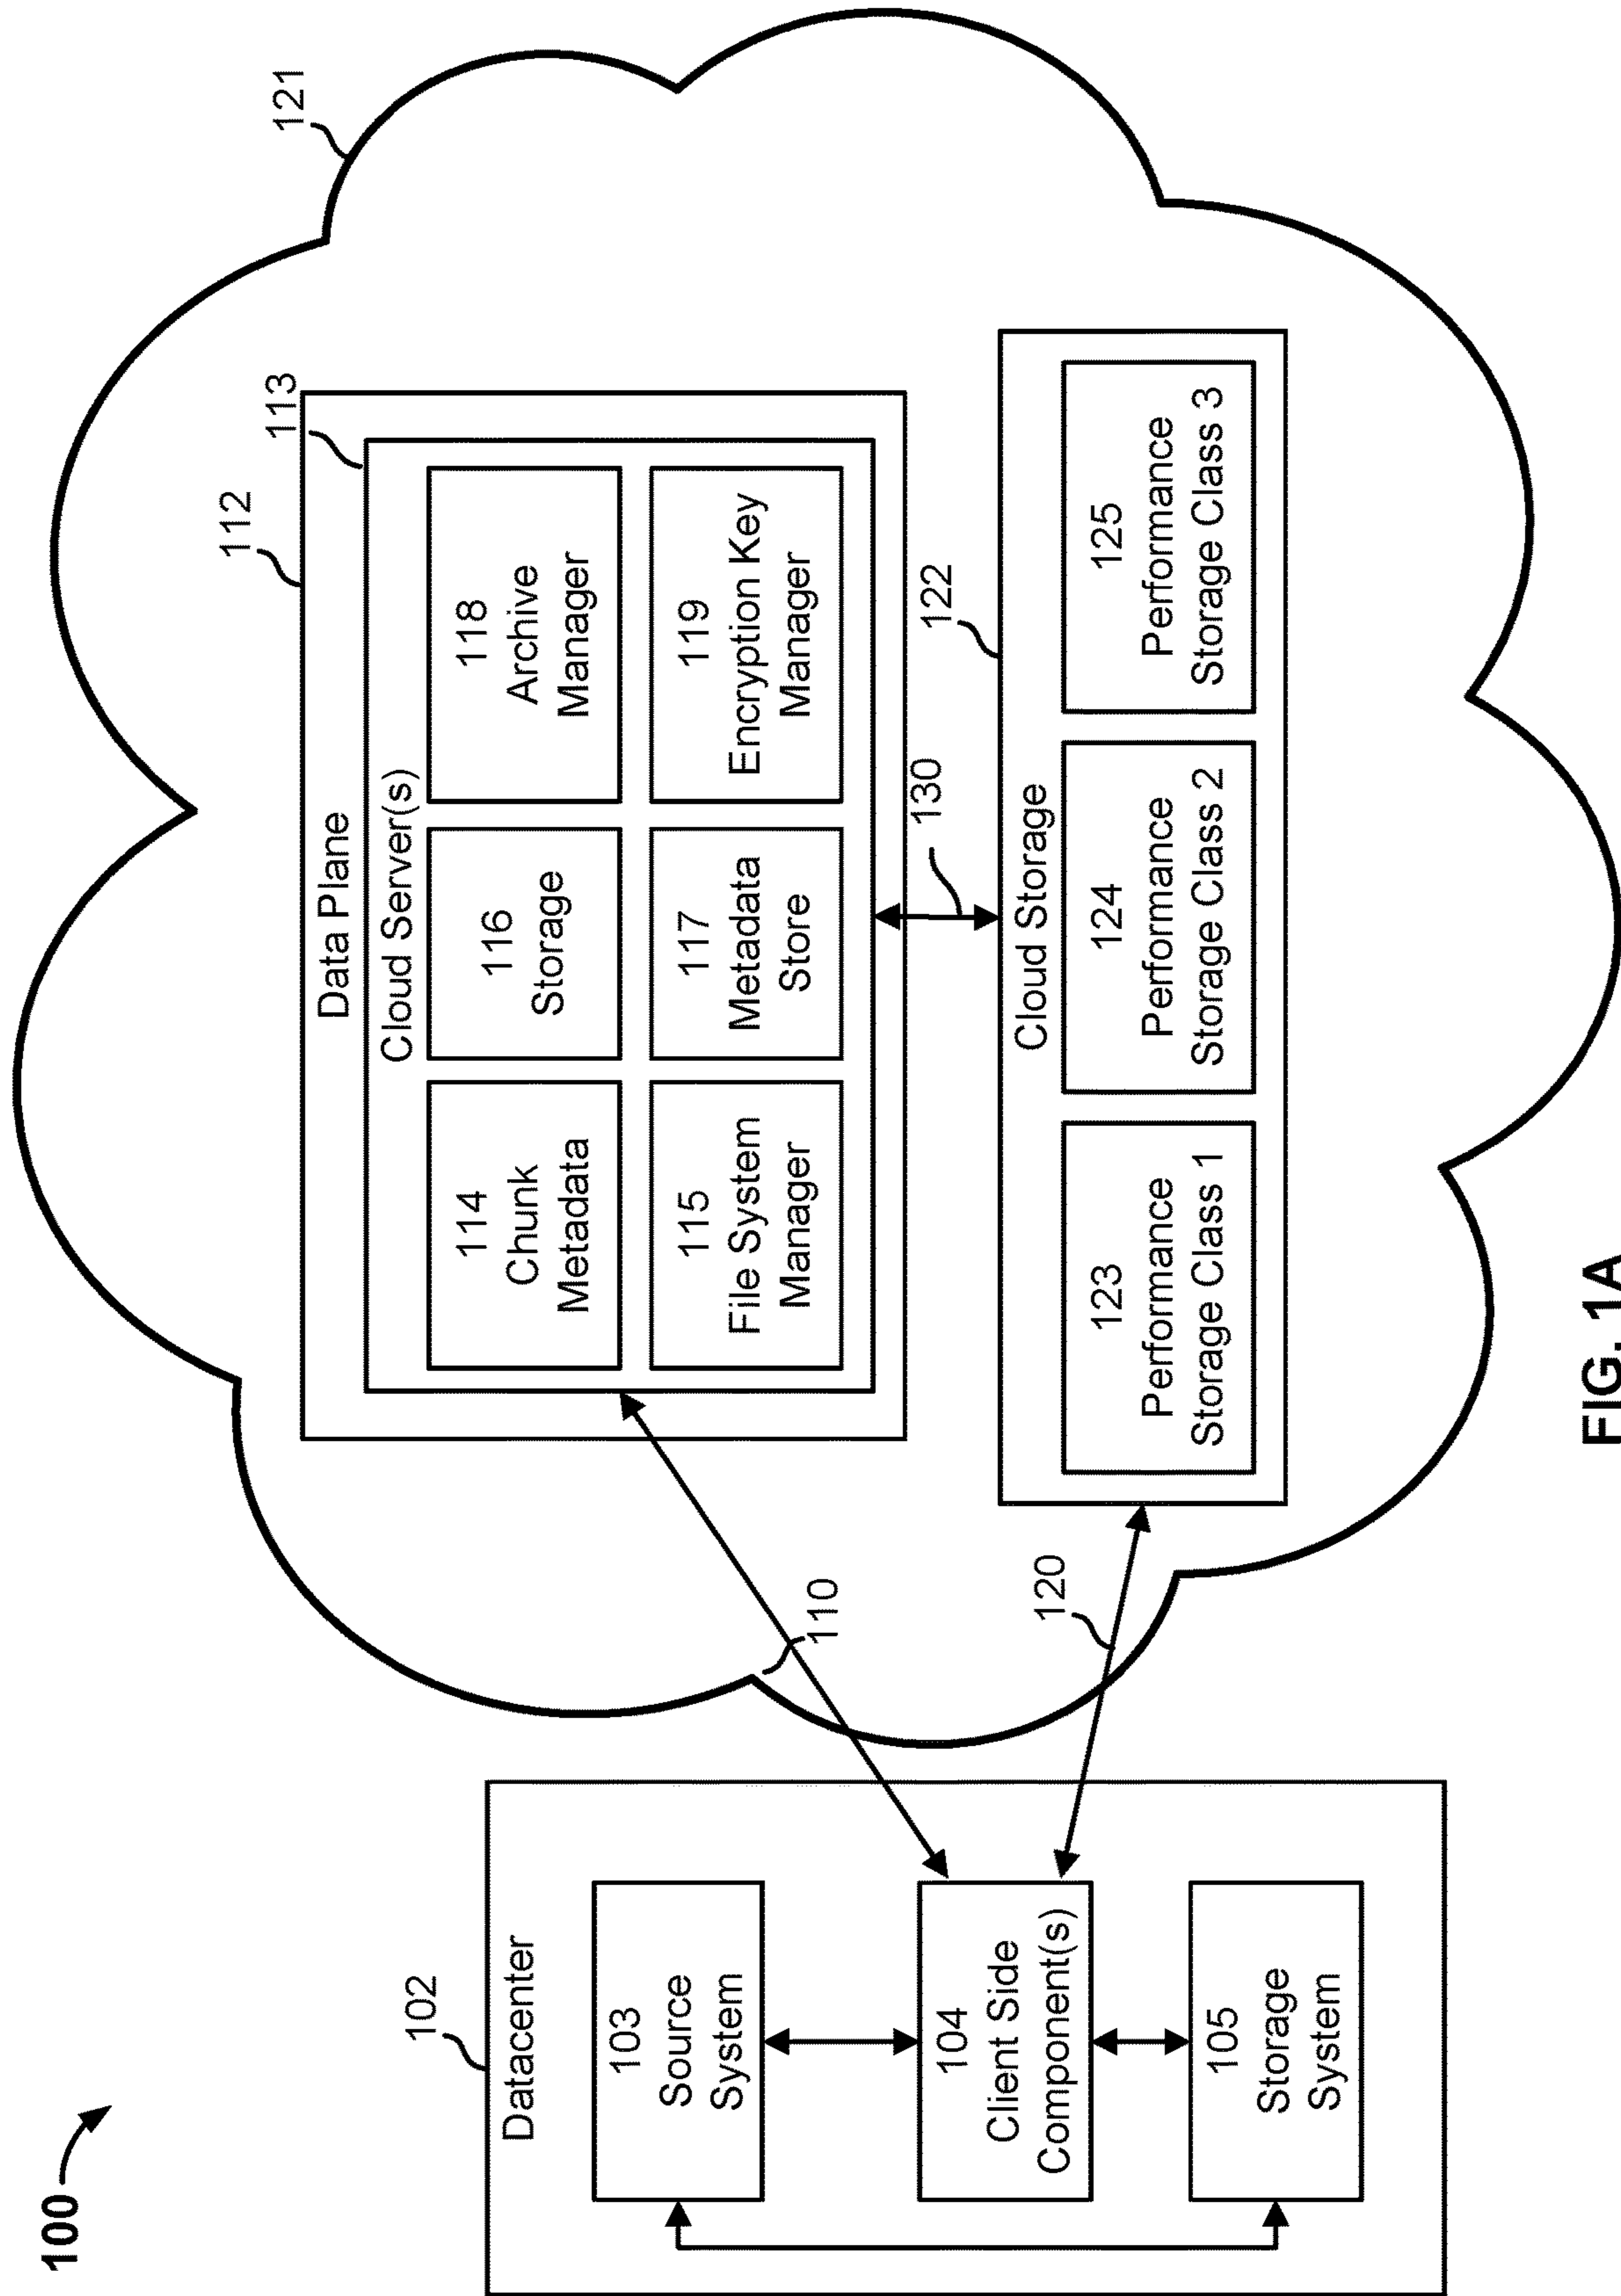 100
102
Datacenter
103
Source
System
104
Client Side
Component(s)
105
Storage
System
110
120
121
112
Data Plane
113
Cloud Server(s)
114
Chunk
Metadata
116
Storage
118
Archive
Manager
115
File System
Manager
117
Metadata
Store
119
Encryption Key
Manager
130
122
Cloud Storage
123
Performance
Storage Class 1
124
Performance
Storage Class 2
125
Performance
Storage Class 3
FIG. 1A